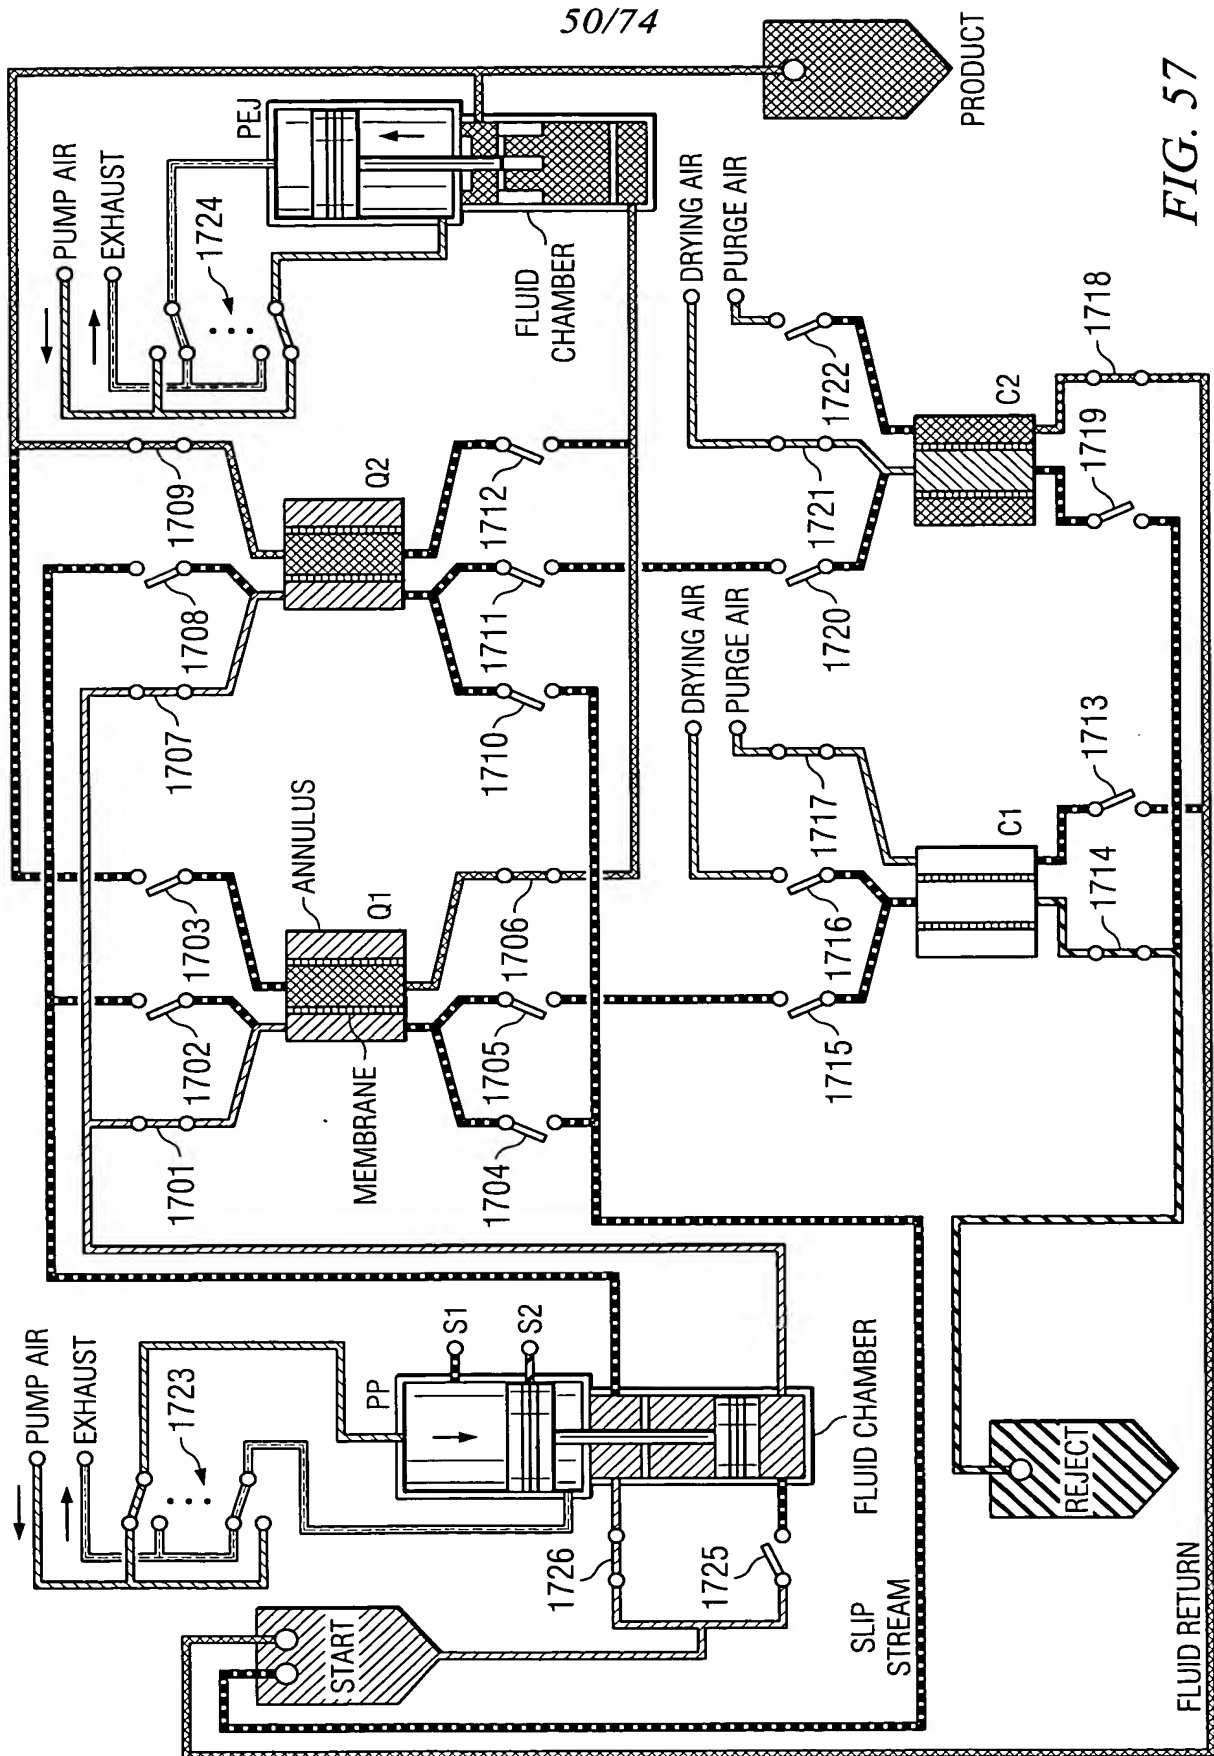 50/74
PUMP AIR
EXHAUST
1724
PEJ
FLUID
CHAMBER
PRODUCT
1709
1708
1707
Q2
1712
1711
1710
DRYING AIR
PURGE AIR
1722
1721
1720
C2
1718
1719
1703
1702
1701
ANNULUS
Q1
MEMBRANE
1706
1705
1704
DRYING AIR
PURGE AIR
1717
1716
1715
C1
1713
1714
PUMP AIR
EXHAUST
1723
PP
S1
S2
FLUID CHAMBER
1726
1725
START
SLIP
STREAM
REJECT
FLUID RETURN
FIG. 57